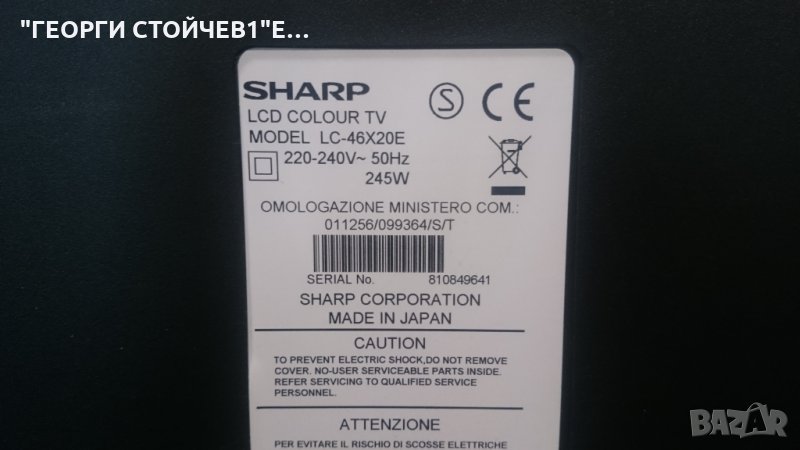 "ГЕОРГИ СТОЙЧЕВ1"Е...
SHARP
S CE
LCD COLOUR TV
MODEL LC-46X20E
220-240V~ 50Hz
245W
OMOLOGAZIONE MINISTERO COM.:
011256/099364/S/T
SERIAL No. 810849641
SHARP CORPORATION
MADE IN JAPAN
CAUTION
TO PREVENT ELECTRIC SHOCK,DO NOT REMOVE
COVER. NO-USER SERVICEABLE PARTS INSIDE.
REFER SERVICING TO QUALIFIED SERVICE
PERSONNEL.
ATTENZIONE
PER EVITARE IL RISCHIO DI SCOSSE ELETTRICHE
BAZAR